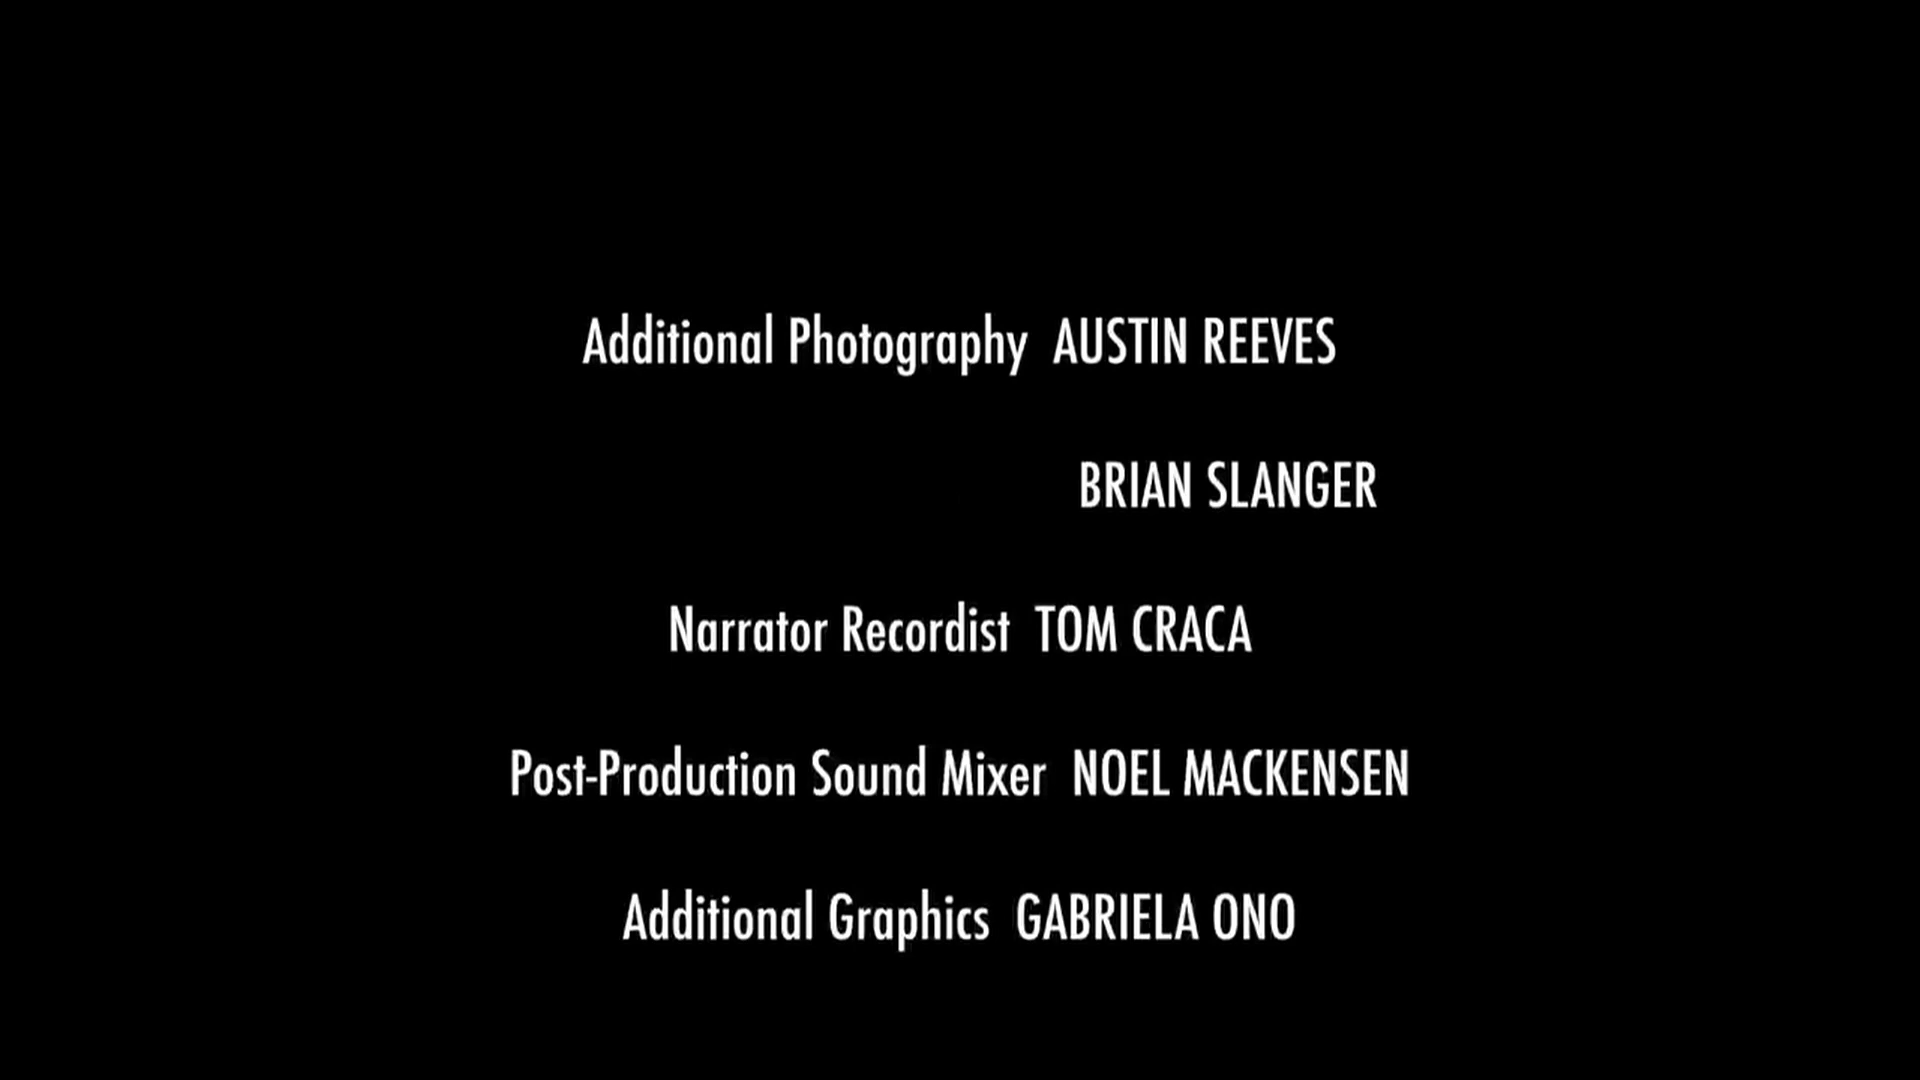 Additional Photography AUSTIN REEVES
BRIAN SLANGER
Narrator Recordist TOM CRACA
Post-Production Sound Mixer NOEL MACKENSEN
Additional Graphics GABRIELA ONO